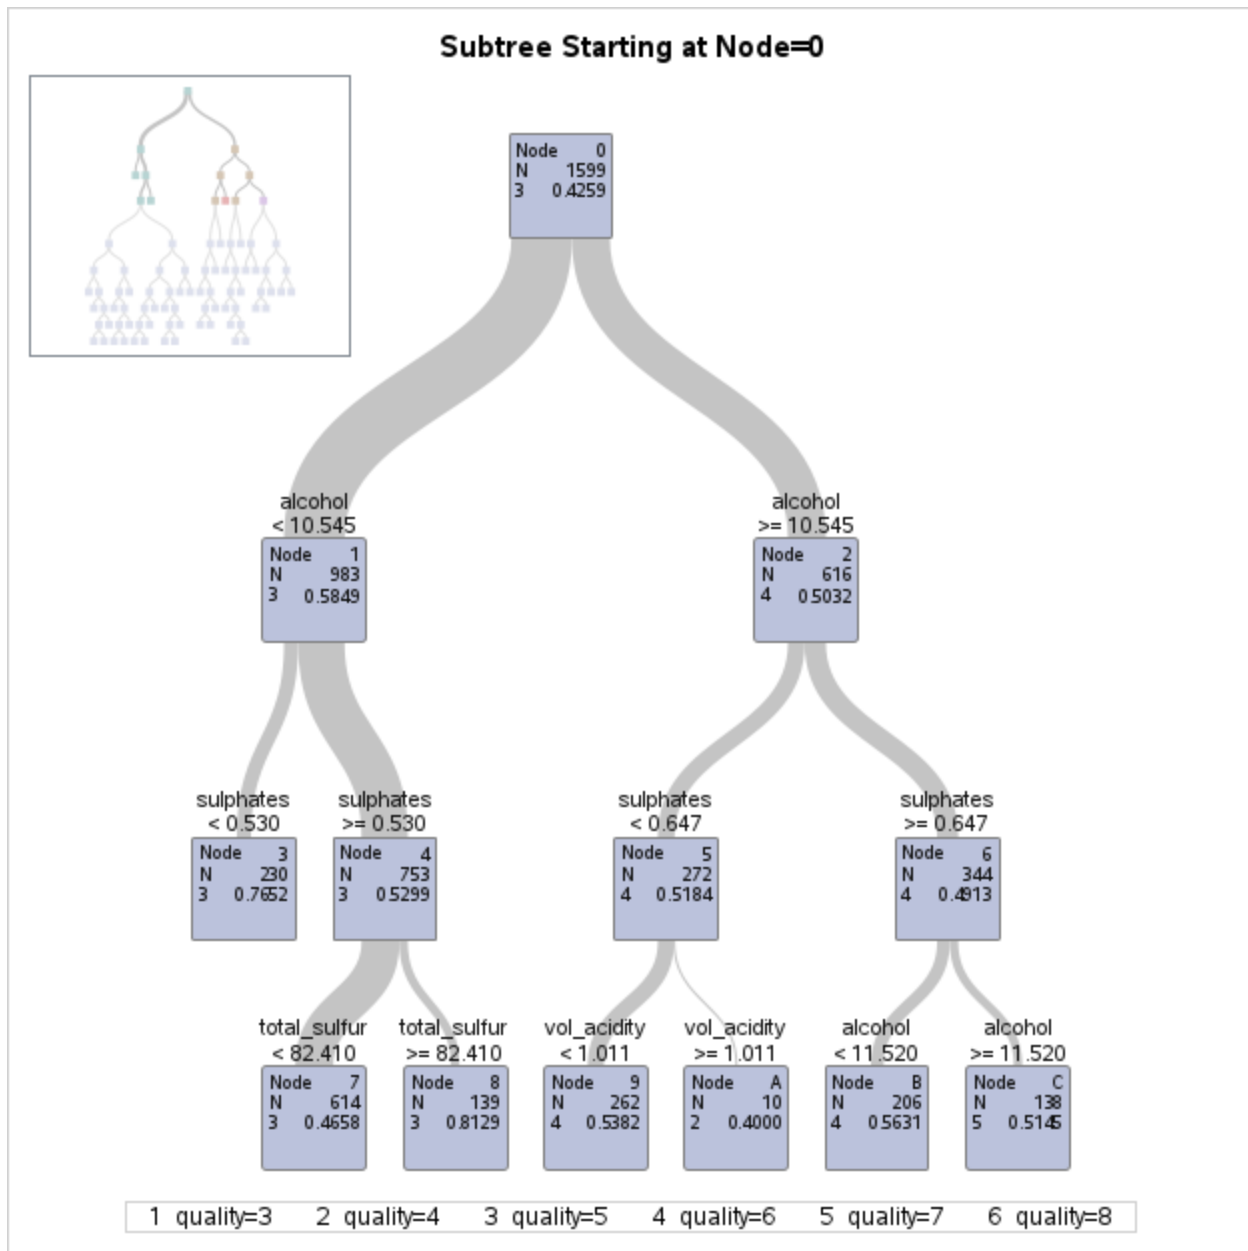 Subtree Starting at Node=0
Node 0
N 1599
3 0.4259
alcohol
< 10.545
alcohol
>= 10.545
Node 1
N 983
3 0.5849
Node 2
N 616
4 0.5032
sulphates
< 0.530
sulphates
>= 0.530
sulphates
< 0.647
sulphates
>= 0.647
Node 3
N 230
3 0.7652
Node 4
N 753
3 0.5299
Node 5
N 272
4 0.5184
Node 6
N 344
4 0.4913
total_sulfur
< 82.410
total_sulfur
>= 82.410
vol_acidity
< 1.011
vol_acidity
>= 1.011
alcohol
< 11.520
alcohol
>= 11.520
Node 7
N 614
3 0.4658
Node 8
N 139
3 0.8129
Node 9
N 262
4 0.5382
Node A
N 10
2 0.4000
Node B
N 206
4 0.5631
Node C
N 138
5 0.5145
1 quality=3 2 quality=4 3 quality=5 4 quality=6 5 quality=7 6 quality=8